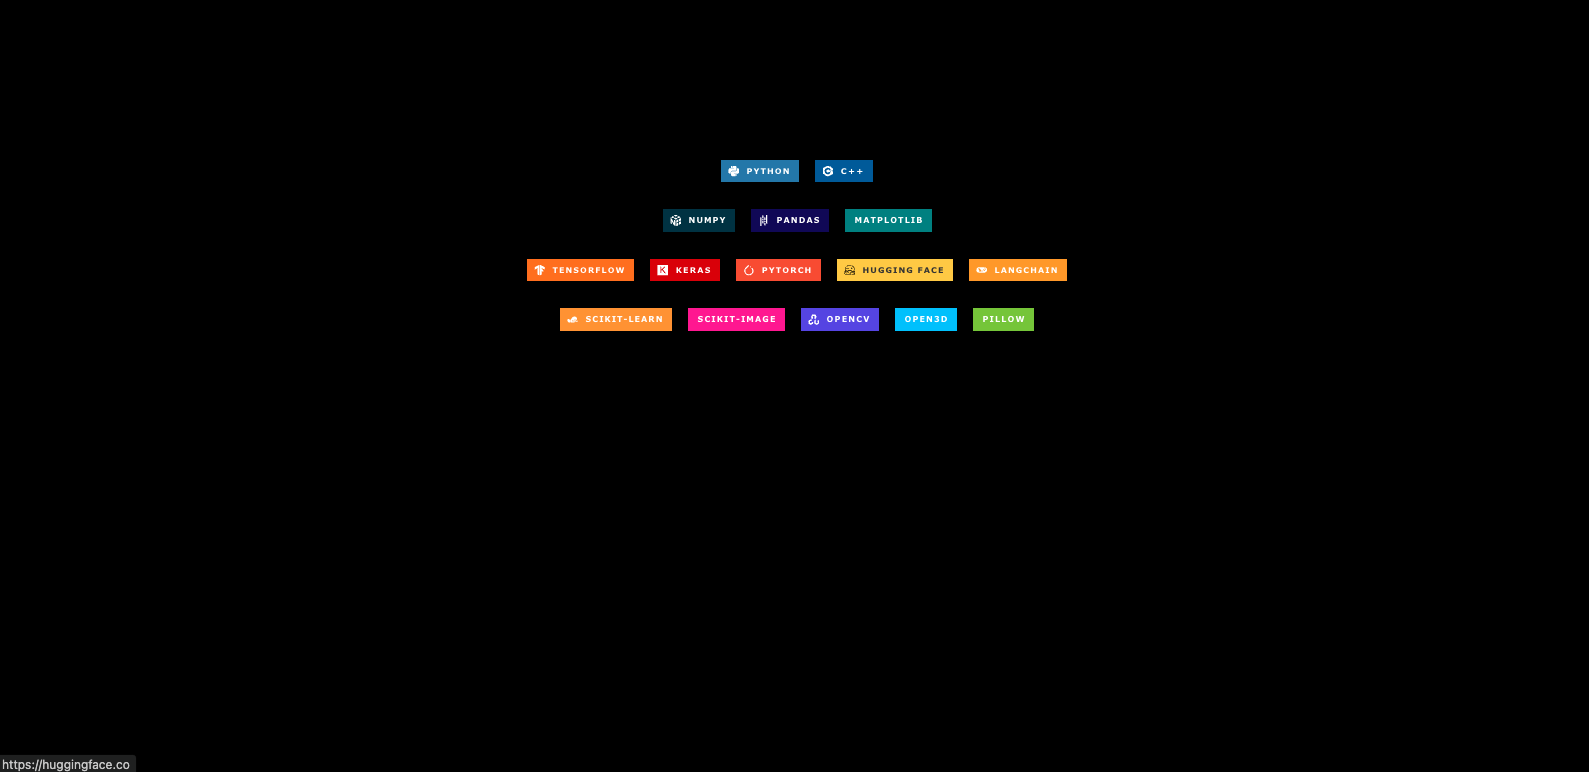 PYTHON C++
NUMPY PANDAS MATPLOTLIB
TENSORFLOW KERAS PYTORCH HUGGING FACE LANGCHAIN
SCIKIT-LEARN SCIKIT-IMAGE OPENCV OPEN3D PILLOW
https://huggingface.co